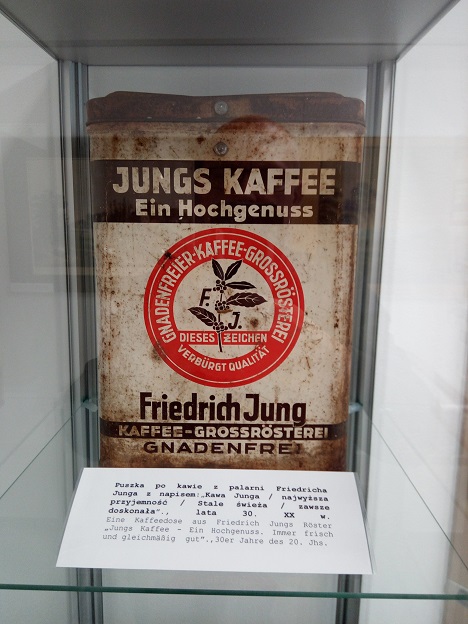 JUNGS KAFFEE
Ein Hochgenuss
GNADENFREIER-KAFFEE-GROSSRÖSTEREI
F.
J.
DIESES ZEICHEN
VERBÜRGT QUALITÄT
Friedrich Jung
KAFFEE-GROSSRÖSTEREI
GNADENFREI
Puszka po kawie z palarni Friedricha
Junga z napisem:„Kawa Junga / najwyższa
przyjemność / Stale świeża / zawsze
doskonała”., lata 30. XX w.
Eine Kaffeedose aus Friedrich Jungs Röster
„Jungs Kaffee - Ein Hochgenuss. Immer frisch
und gleichmäßig gut”.,30er Jahre des 20. Jhs.